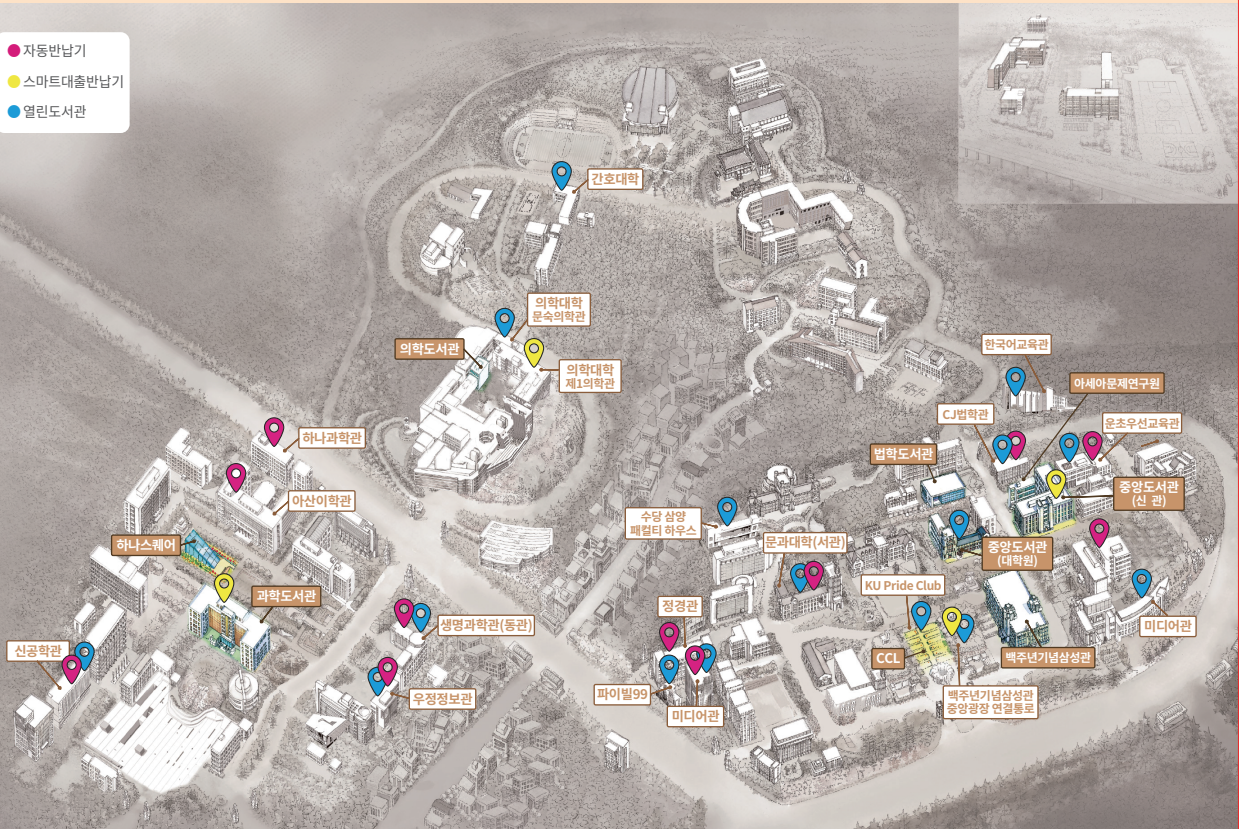 자동반납기
스마트대출반납기
열린도서관
간호대학
의학대학
문숙의학관
의학도서관
의학대학
제1의학관
한국어교육관
아세아문제연구원
CJ법학관
운초우선교육관
하나과학관
법학도서관
중앙도서관
(신 관)
아산이학관
수당 삼양
패컬티 하우스
문과대학(서관)
하나스퀘어
중앙도서관
(대학원)
KU Pride Club
과학도서관
정경관
생명과학관(동관)
미디어관
신공학관
CCL
백주년기념삼성관
파이빌99
우정정보관
백주년기념삼성관
중앙광장 연결통로
미디어관